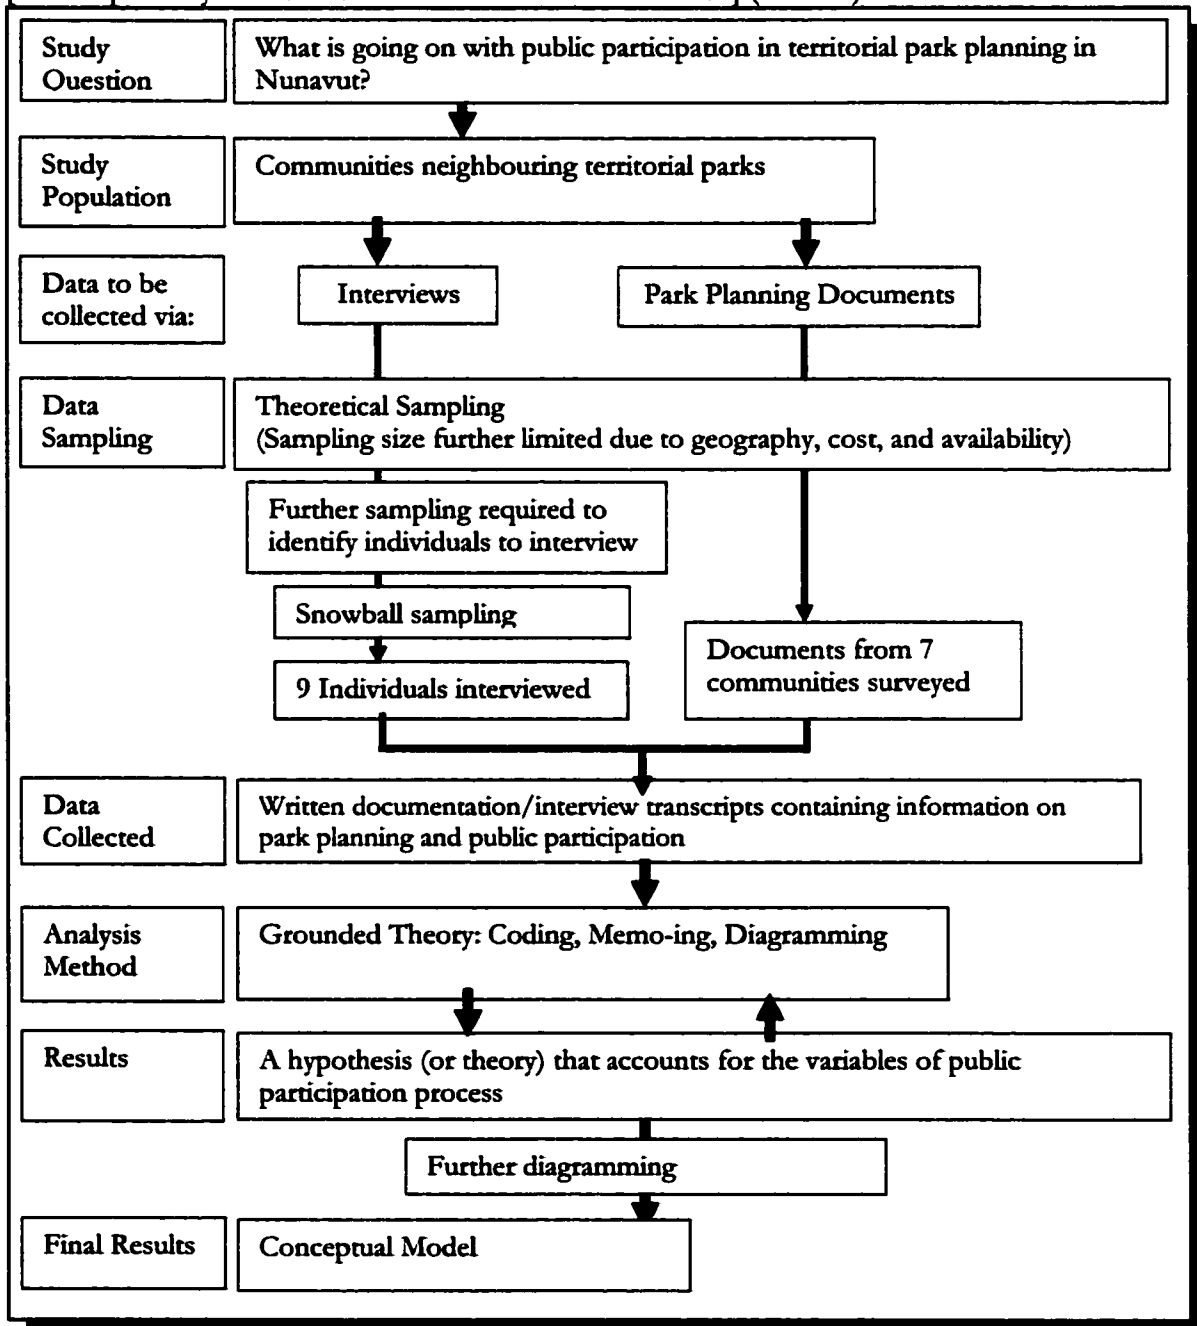 Study
Question
What is going on with public participation in territorial park planning in
Nunavut?
Study
Population
Communities neighbouring territorial parks
Data to be
collected via:
Interviews
Park Planning Documents
Data
Sampling
Theoretical Sampling
(Sampling size further limited due to geography, cost, and availability)
Further sampling required to
identify individuals to interview
Snowball sampling
9 Individuals interviewed
Documents from 7
communities surveyed
Data
Collected
Written documentation/interview transcripts containing information on
park planning and public participation
Analysis
Method
Grounded Theory: Coding, Memo-ing, Diagramming
Results
A hypothesis (or theory) that accounts for the variables of public
participation process
Further diagramming
Final Results
Conceptual Model